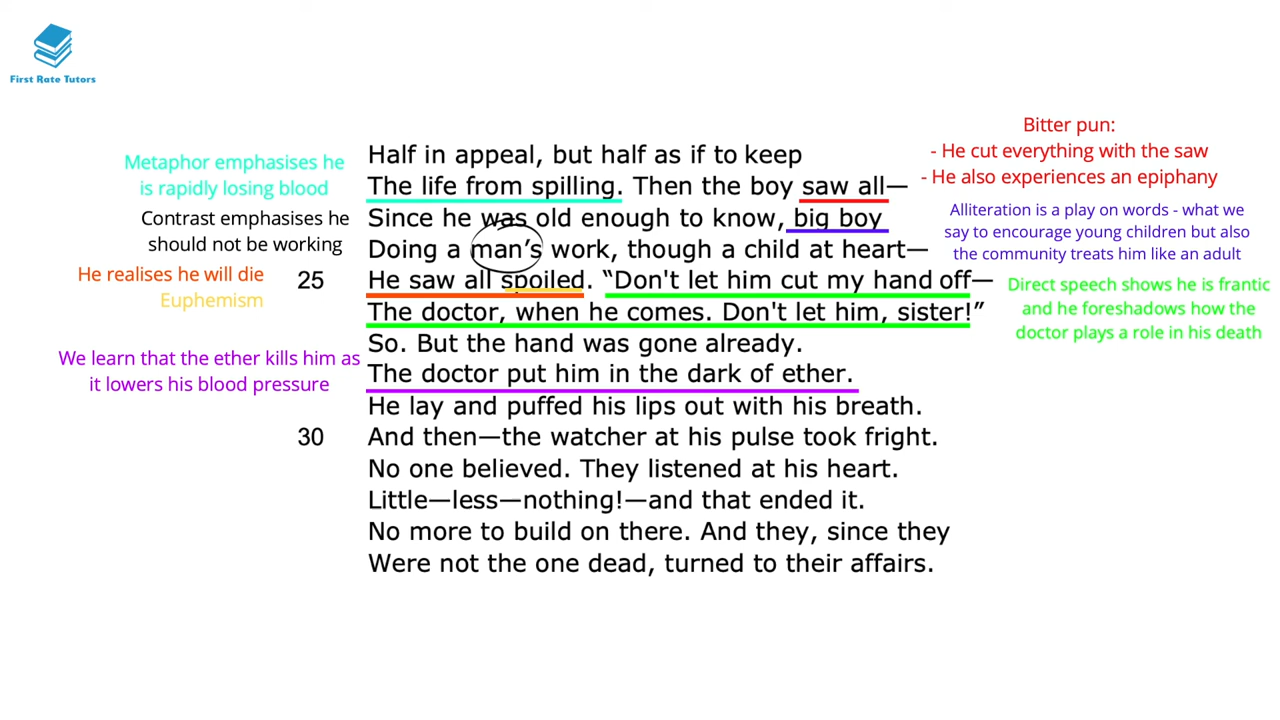 First Rate Tutors
Metaphor emphasises he
is rapidly losing blood
Contrast emphasises he
should not be working
He realises he will die
Euphemism
We learn that the ether kills him as
it lowers his blood pressure
Half in appeal, but half as if to keep
The life from spilling. Then the boy saw all—
Since he was old enough to know, big boy
Doing a man's work, though a child at heart—
25 He saw all spoiled. “Don't let him cut my hand off—
The doctor, when he comes. Don't let him, sister!”
So. But the hand was gone already.
The doctor put him in the dark of ether.
He lay and puffed his lips out with his breath.
30 And then—the watcher at his pulse took fright.
No one believed. They listened at his heart.
Little—less—nothing!—and that ended it.
No more to build on there. And they, since they
Were not the one dead, turned to their affairs.
Bitter pun:
- He cut everything with the saw
- He also experiences an epiphany
Alliteration is a play on words - what we
say to encourage young children but also
the community treats him like an adult
Direct speech shows he is frantic
and he foreshadows how the
doctor plays a role in his death